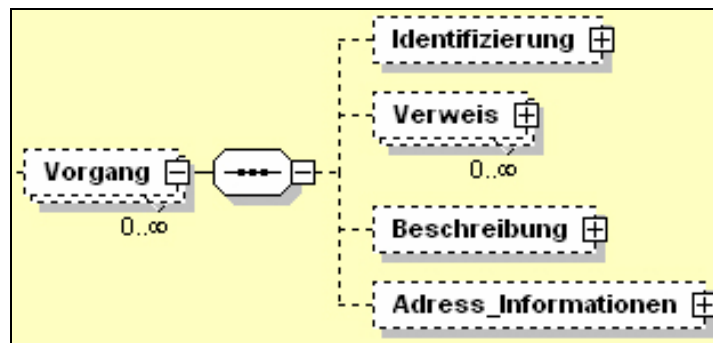 Identifizierung
Verweis
0..∞
Vorgang
0..∞
Beschreibung
Adress_Informationen